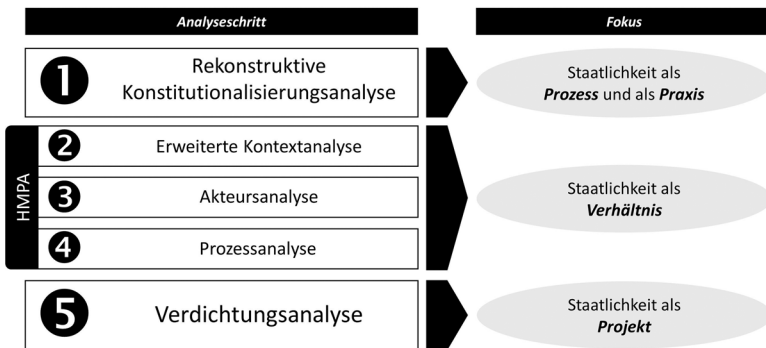 Analyseschritt
Fokus
1
Rekonstruktive
Konstitutionalisierungsanalyse
Staatlichkeit als
Prozess und als Praxis
HMPA
2
Erweiterte Kontextanalyse
3
Akteursanalyse
4
Prozessanalyse
Staatlichkeit als
Verhältnis
5
Verdichtungsanalyse
Staatlichkeit als
Projekt